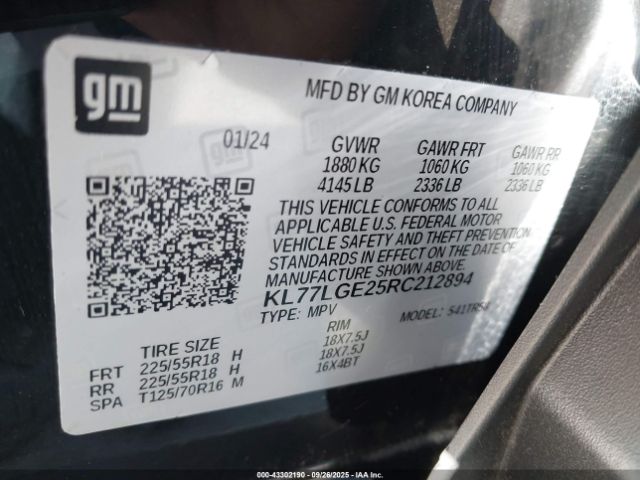 gm
MFD BY GM KOREA COMPANY
01/24
GVWR GAWR FRT GAWR RR
1880 KG 1060 KG 1060 KG
4145 LB 2336 LB 2336 LB
THIS VEHICLE CONFORMS TO ALL
APPLICABLE U.S. FEDERAL MOTOR
VEHICLE SAFETY AND THEFT PREVENTION
STANDARDS IN EFFECT ON THE DATE OF
MANUFACTURE SHOWN ABOVE.
KL77LGE25RC212894
TYPE: MPV MODEL:
TIRE SIZE RIM
FRT 225/55R18 H 18X7.5J
RR 225/55R18 H 18X7.5J
SPA T125/70R16 M 16X4BT
000-43302190 - 09/26/2025 - IAA Inc.